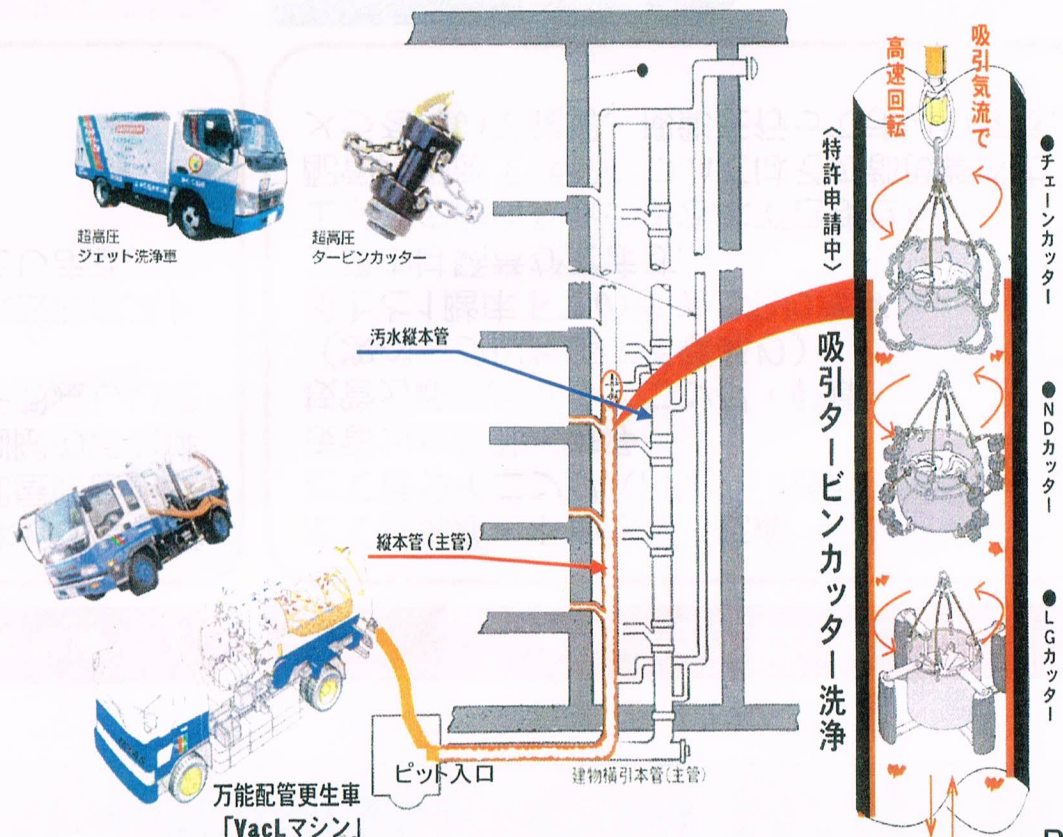 超高圧
ジェット洗浄車
超高圧
タービンカッター
汚水縦本管
縦本管(主管)
ピット入口
建物横引本管(主管)
万能配管更生車
「VacLマシン」
吸引気流で
高速回転
〈特許申請中〉
吸引タービンカッター洗浄
●チェーンカッター
●NDカッター
●LGカッター